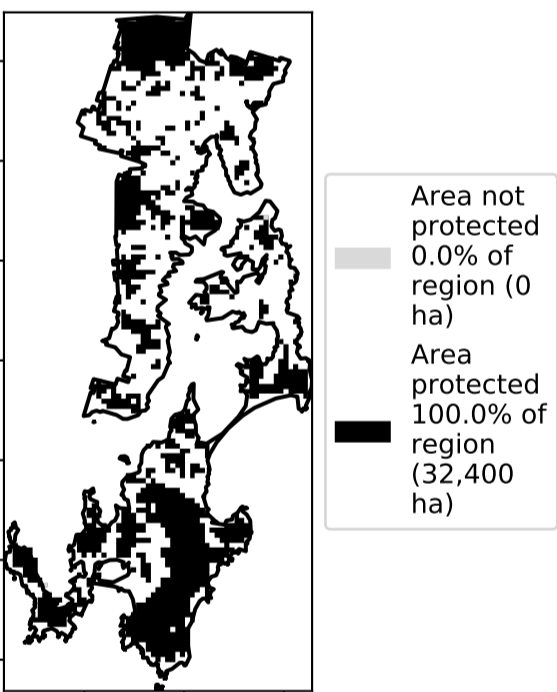 Area not
protected
0.0% of
region (0
ha)
Area
protected
100.0% of
region
(32,400
ha)